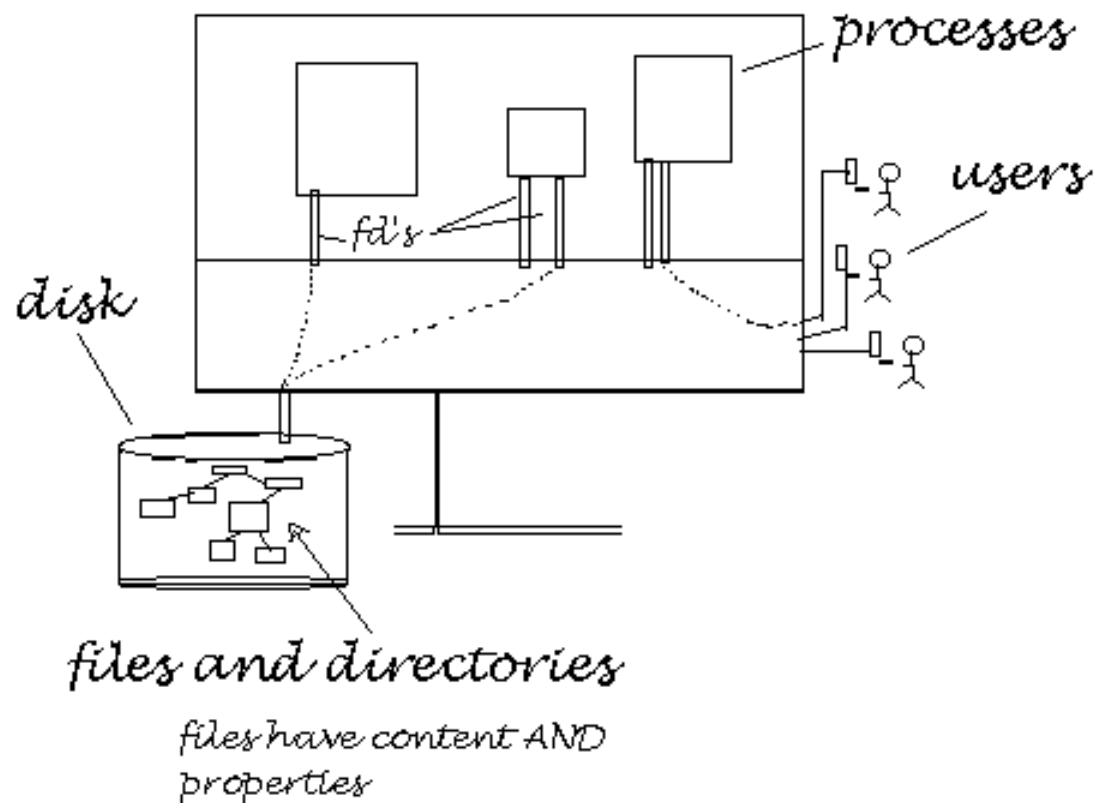 processes
users
fd's
disk
files and directories
files have content AND
properties